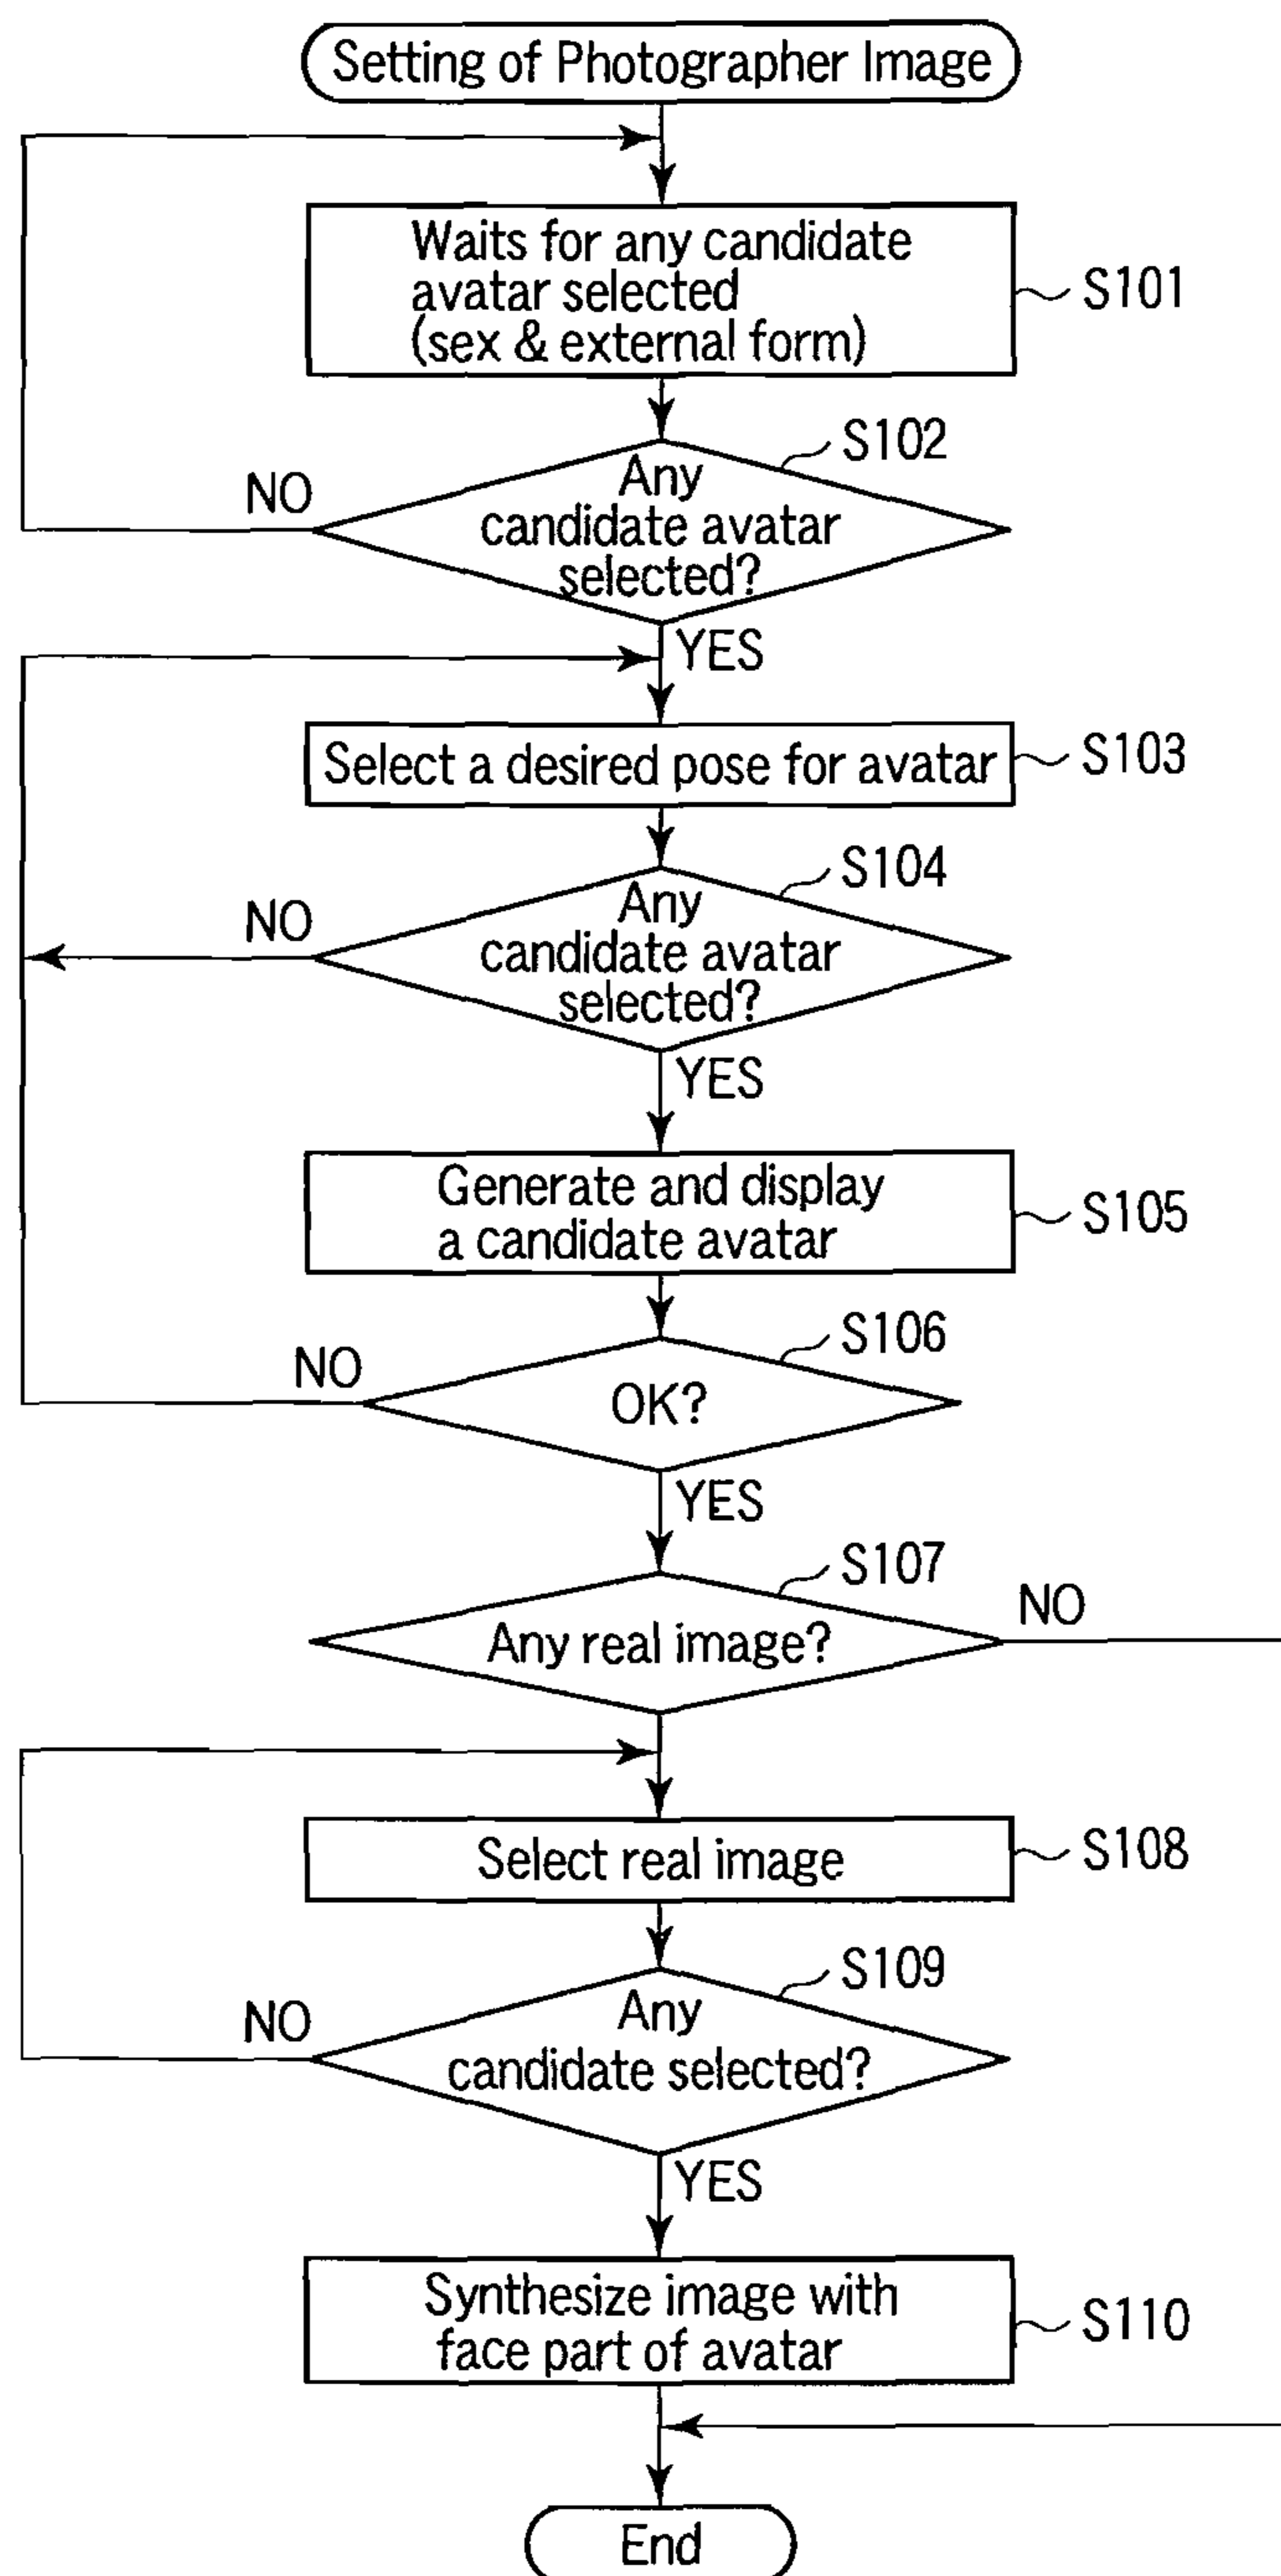 Setting of Photographer Image
Waits for any candidate
avatar selected
(sex & external form)
S101
S102
Any
candidate avatar
selected?
NO
YES
Select a desired pose for avatar
S103
S104
Any
candidate avatar
selected?
NO
YES
Generate and display
a candidate avatar
S105
S106
OK?
NO
YES
S107
Any real image?
NO
Select real image
S108
S109
Any
candidate selected?
NO
YES
Synthesize image with
face part of avatar
S110
End